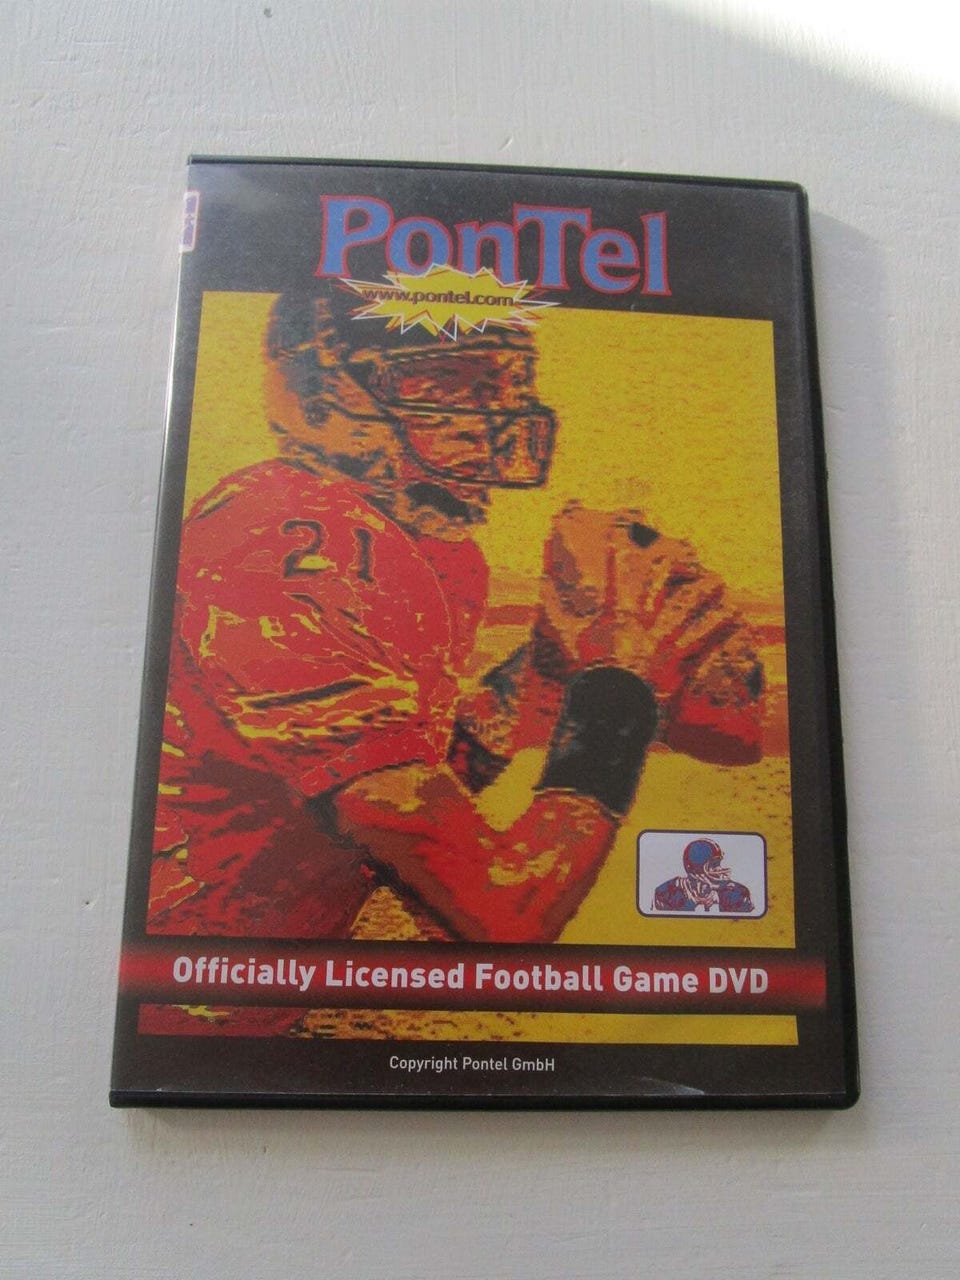 PonTel
www.pontel.com
21
Officially Licensed Football Game DVD
Copyright Pontel GmbH